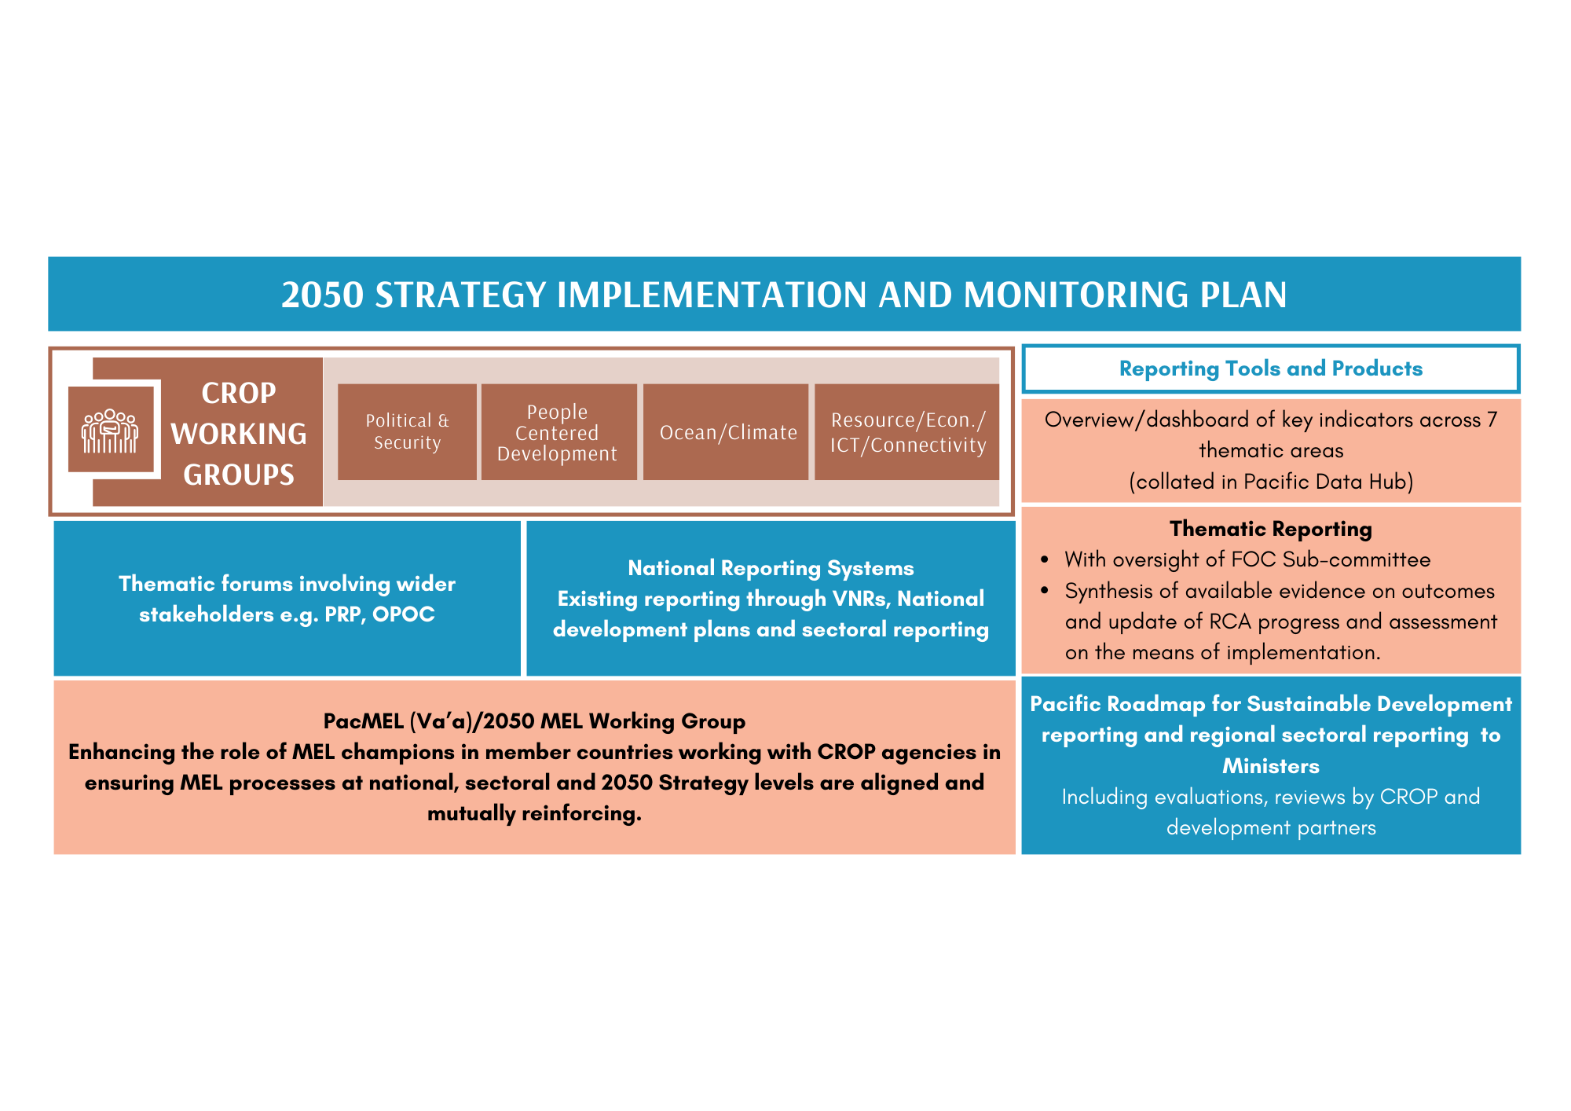 2050 STRATEGY IMPLEMENTATION AND MONITORING PLAN
CROP
WORKING
GROUPS
Political &
Security
People
Centered
Development
Ocean/Climate
Resource/Econ./
ICT/Connectivity
Thematic forums involving wider
stakeholders e.g. PRP, OPOC
National Reporting Systems
Existing reporting through VNRs, National
development plans and sectoral reporting
PacMEL (Va’a)/2050 MEL Working Group
Enhancing the role of MEL champions in member countries working with CROP agencies in
ensuring MEL processes at national, sectoral and 2050 Strategy levels are aligned and
mutually reinforcing.
Reporting Tools and Products
Overview/dashboard of key indicators across 7
thematic areas
(collated in Pacific Data Hub)
Thematic Reporting
• With oversight of FOC Sub-committee
• Synthesis of available evidence on outcomes
and update of RCA progress and assessment
on the means of implementation.
Pacific Roadmap for Sustainable Development
reporting and regional sectoral reporting to
Ministers
Including evaluations, reviews by CROP and
development partners